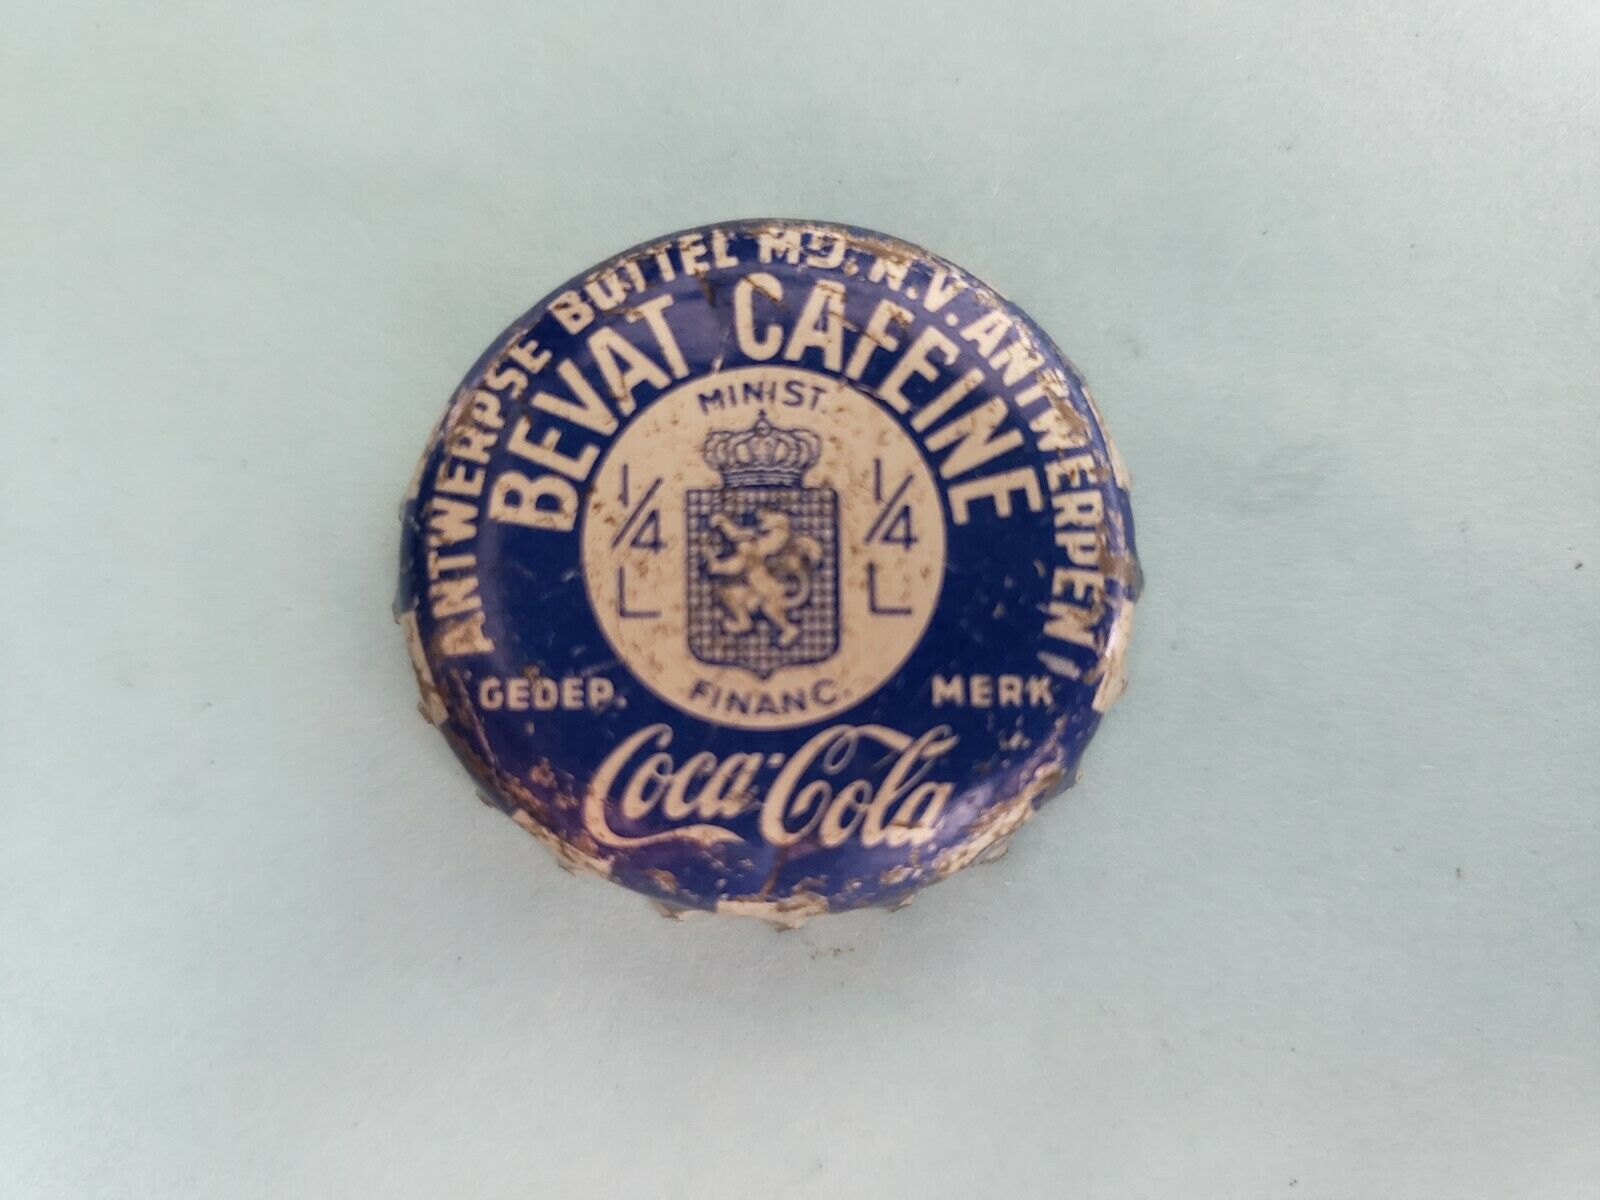 ANTWERPSE BOTTEL MIJ. N.V. ANTWERPEN
BEVAT CAFEINE
MINIST.
1/4 L
1/4 L
FINANC.
GEDEP. MERK
Coca-Cola